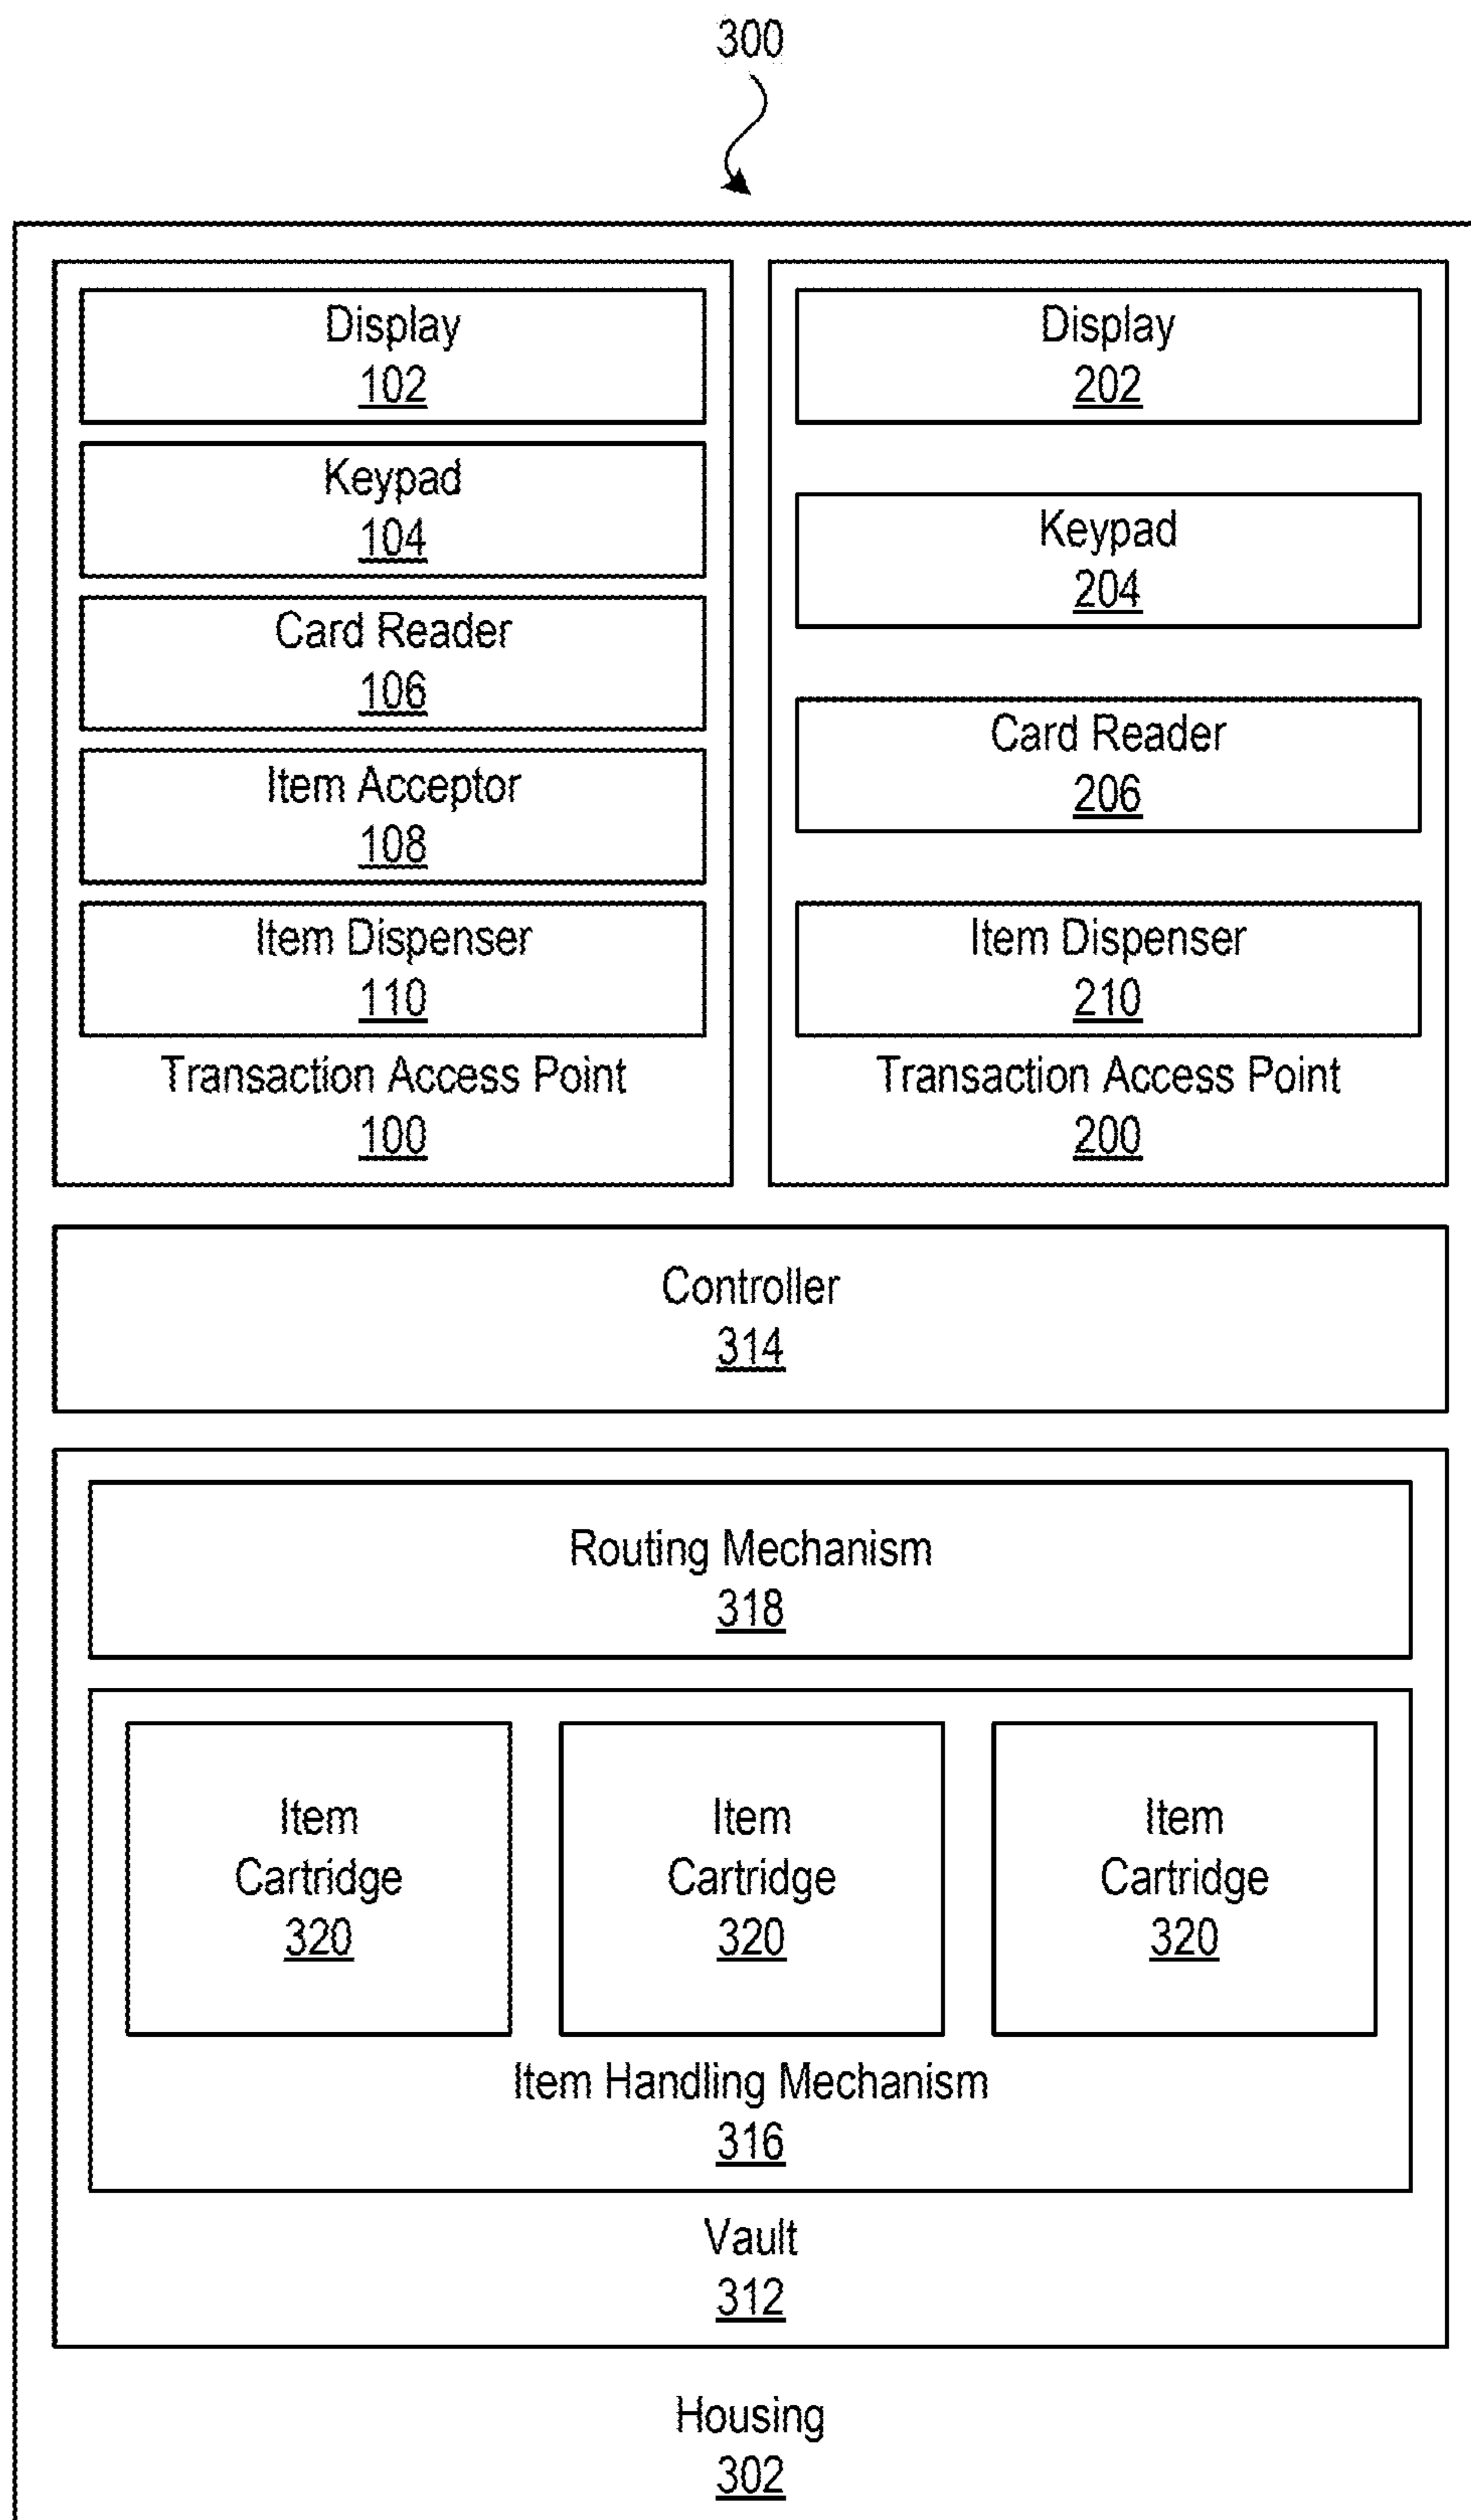 300
Display
102
Keypad
104
Card Reader
106
Item Acceptor
108
Item Dispenser
110
Transaction Access Point
100
Display
202
Keypad
204
Card Reader
206
Item Dispenser
210
Transaction Access Point
200
Controller
314
Routing Mechanism
318
Item
Cartridge
320
Item
Cartridge
320
Item
Cartridge
320
Item Handling Mechanism
316
Vault
312
Housing
302